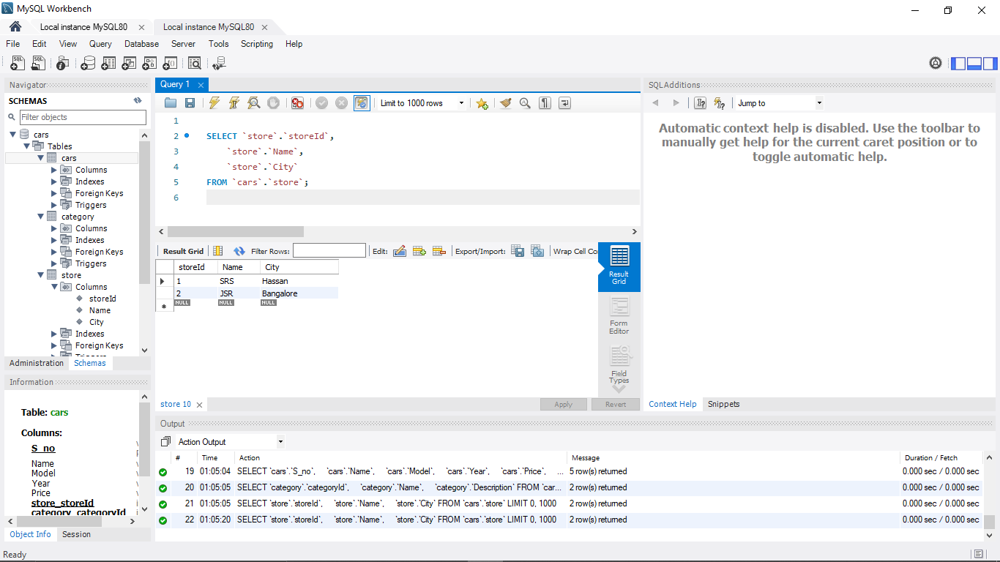 MySQL Workbench
Local instance MySQL80 Local instance MySQL80
File Edit View Query Database Server Tools Scripting Help
Navigator
SCHEMAS
Filter objects
cars
Tables
cars
Columns
Indexes
Foreign Keys
Triggers
category
Columns
Indexes
Foreign Keys
Triggers
store
Columns
storeId
Name
City
Indexes
Foreign Keys
Administration Schemas
Information
Table: cars
Columns:
S_no
Name
Model
Year
Price
store_storeId
category_categoryId
Object Info Session
Query 1
Limit to 1000 rows
1
2 SELECT `store`.`storeId`,
3 `store`.`Name`,
4 `store`.`City`
5 FROM `cars`.`store`;
6
Result Grid Filter Rows: Edit: Export/Import: Wrap Cell Co
storeId Name City
1 SRS Hassan
2 JSR Bangalore
NULL NULL NULL
Result
Grid
Form
Editor
Field
Types
store 10 Apply Revert
SQLAdditions
Jump to
Automatic context help is disabled. Use the toolbar to
manually get help for the current caret position or to
toggle automatic help.
Context Help Snippets
Output
Action Output
# Time Action Message Duration / Fetch
19 01:05:04 SELECT `cars`.`S_no`, `cars`.`Name`, `cars`.`Model`, `cars`.`Year`, `cars`.`Price`, ... 5 row(s) returned 0.000 sec / 0.000 sec
20 01:05:05 SELECT `category`.`categoryId`, `category`.`Name`, `category`.`Description` FROM `car... 2 row(s) returned 0.000 sec / 0.000 sec
21 01:05:05 SELECT `store`.`storeId`, `store`.`Name`, `store`.`City` FROM `cars`.`store` LIMIT 0, 1000 2 row(s) returned 0.000 sec / 0.000 sec
22 01:05:20 SELECT `store`.`storeId`, `store`.`Name`, `store`.`City` FROM `cars`.`store` LIMIT 0, 1000 2 row(s) returned 0.000 sec / 0.000 sec
Ready